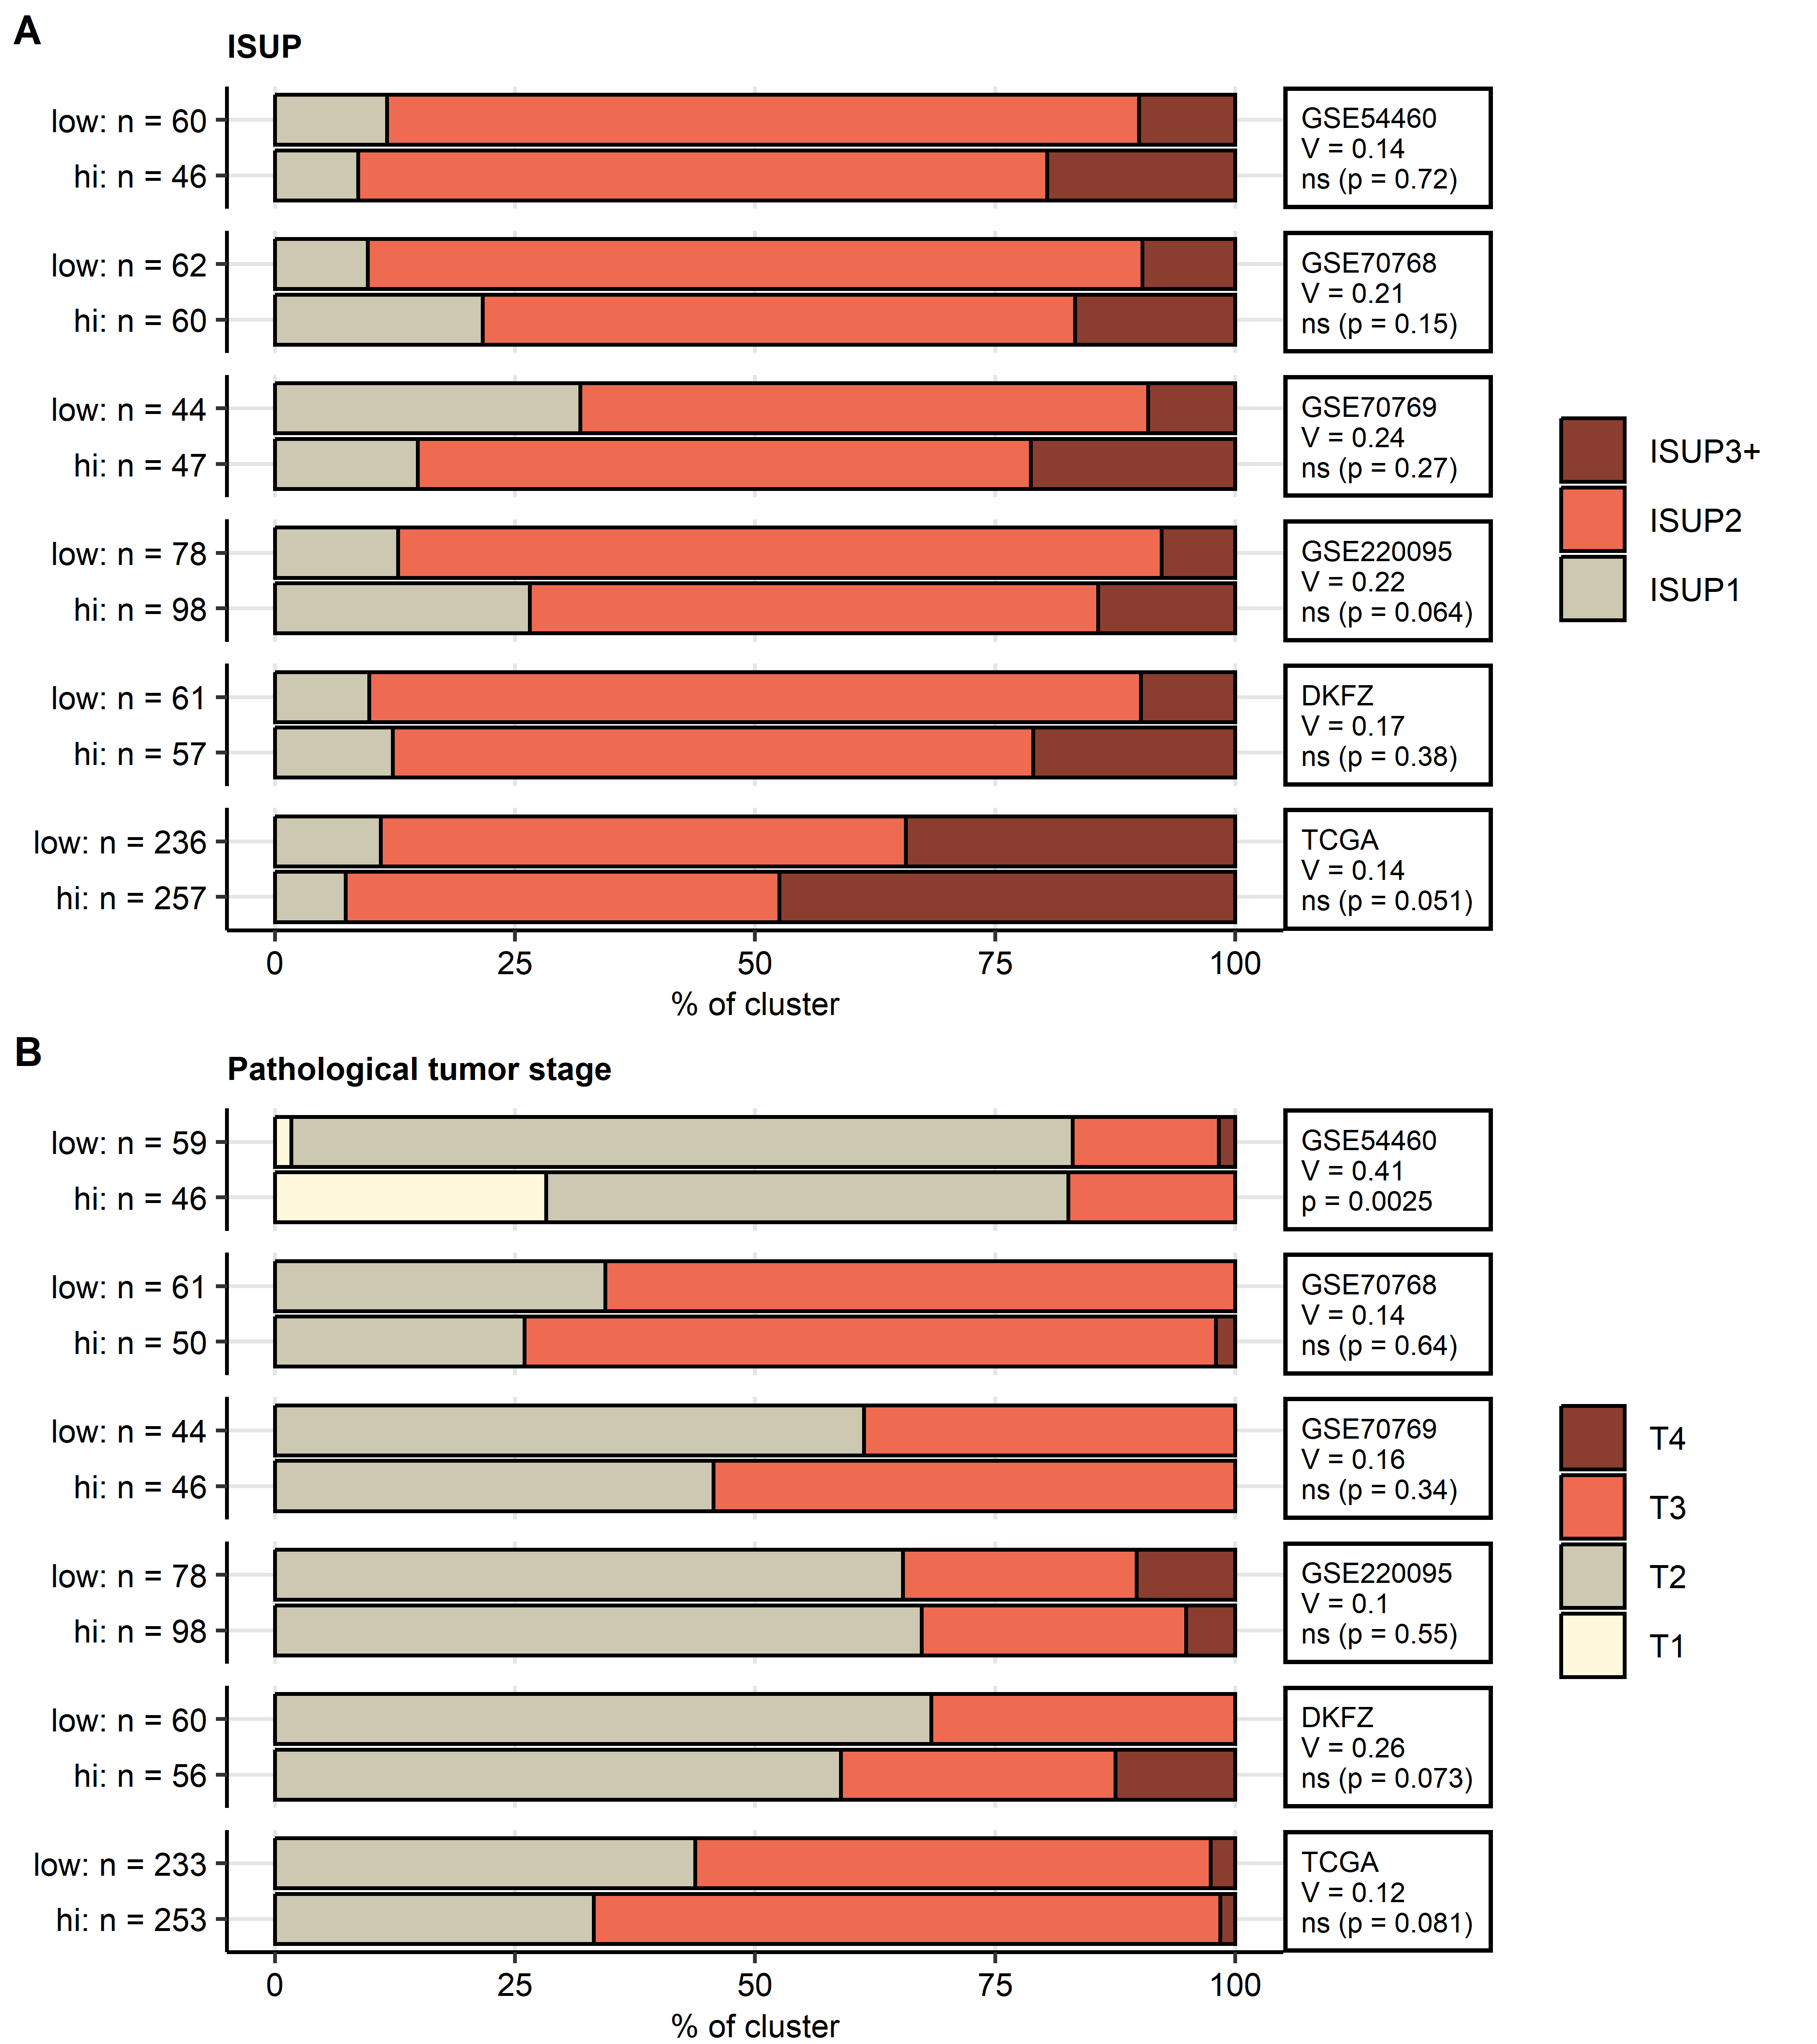 A
ISUP
low: n = 60
hi: n = 46
GSE54460
V = 0.14
ns (p = 0.72)
low: n = 62
hi: n = 60
GSE70768
V = 0.21
ns (p = 0.15)
low: n = 44
hi: n = 47
GSE70769
V = 0.24
ns (p = 0.27)
low: n = 78
hi: n = 98
GSE220095
V = 0.22
ns (p = 0.064)
low: n = 61
hi: n = 57
DKFZ
V = 0.17
ns (p = 0.38)
low: n = 236
hi: n = 257
TCGA
V = 0.14
ns (p = 0.051)
0 25 50 75 100
% of cluster
ISUP3+
ISUP2
ISUP1
B
Pathological tumor stage
low: n = 59
hi: n = 46
GSE54460
V = 0.41
p = 0.0025
low: n = 61
hi: n = 50
GSE70768
V = 0.14
ns (p = 0.64)
low: n = 44
hi: n = 46
GSE70769
V = 0.16
ns (p = 0.34)
low: n = 78
hi: n = 98
GSE220095
V = 0.1
ns (p = 0.55)
low: n = 60
hi: n = 56
DKFZ
V = 0.26
ns (p = 0.073)
low: n = 233
hi: n = 253
TCGA
V = 0.12
ns (p = 0.081)
0 25 50 75 100
% of cluster
T4
T3
T2
T1